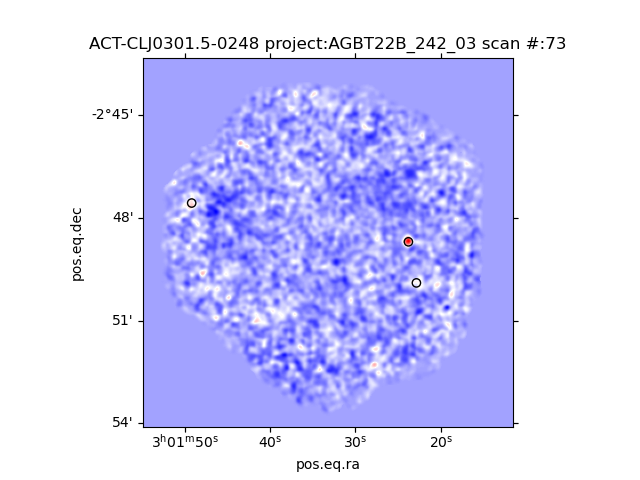 ACT-CLJ0301.5-0248 project:AGBT22B_242_03 scan #:73
-2°45'
48'
51'
54'
3ʰ01ᵐ50ˢ 40ˢ 30ˢ 20ˢ
pos.eq.dec
pos.eq.ra